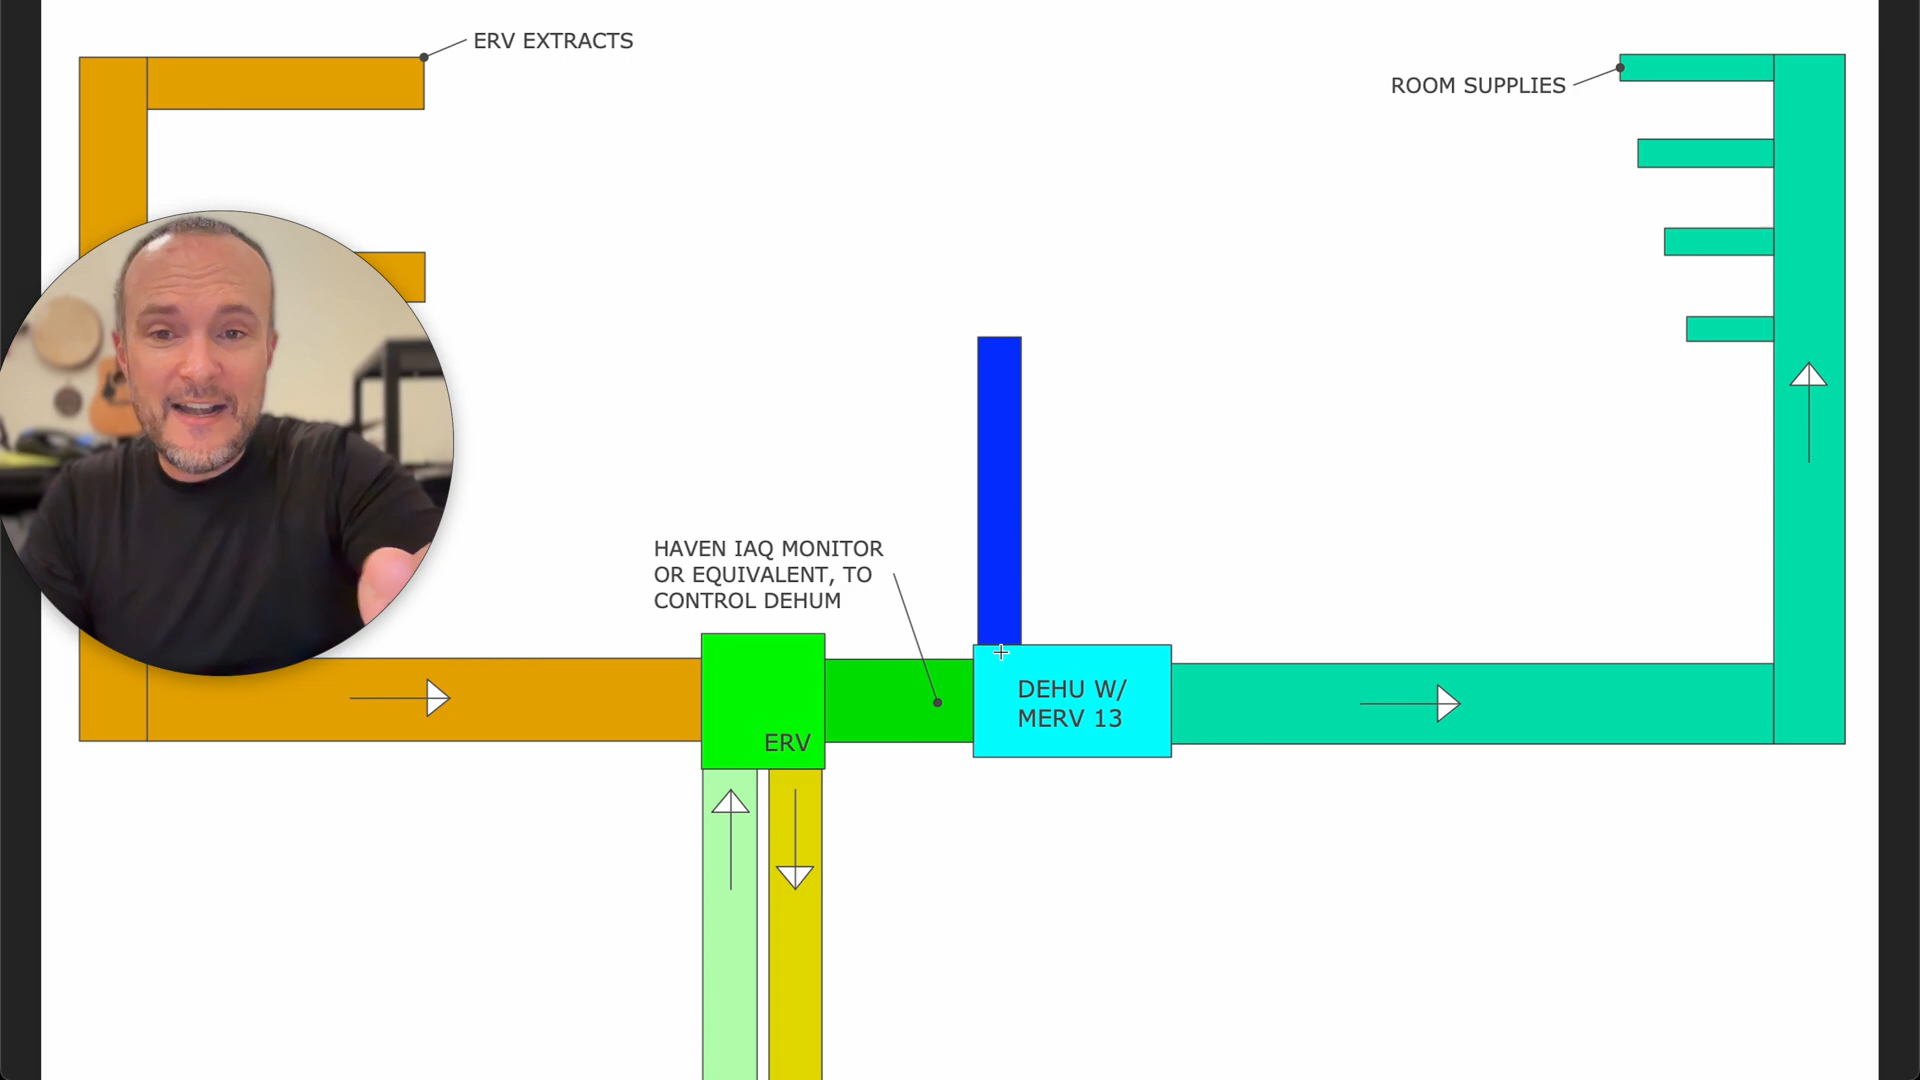 ERV EXTRACTS
ROOM SUPPLIES
HAVEN IAQ MONITOR
OR EQUIVALENT, TO
CONTROL DEHUM
DEHU W/
MERV 13
ERV